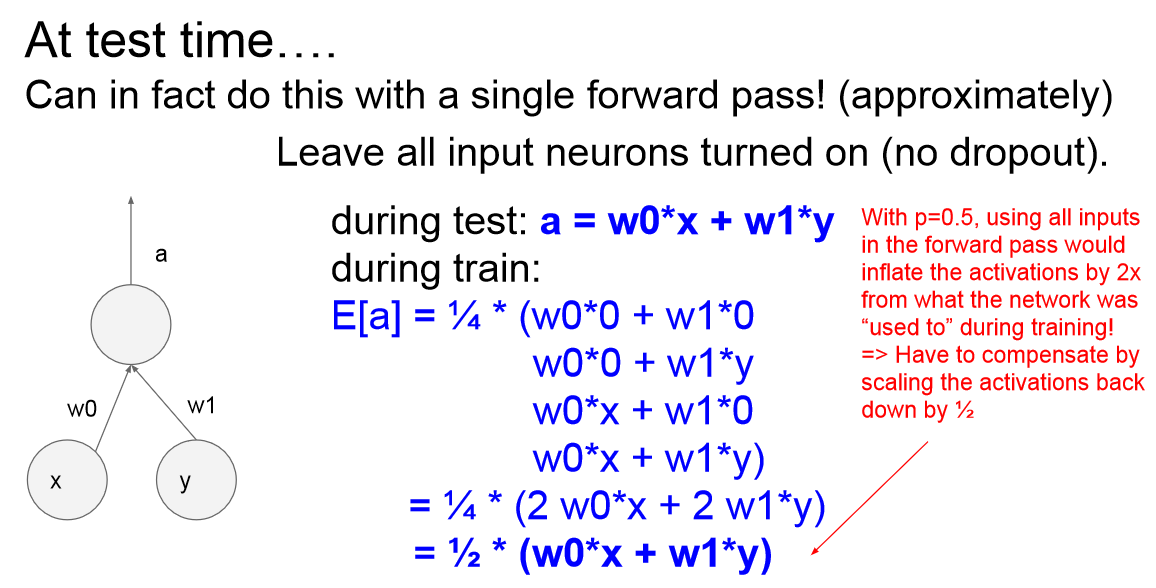 At test time….
Can in fact do this with a single forward pass! (approximately)
Leave all input neurons turned on (no dropout).
a
w0
w1
x
y
during test: a = w0*x + w1*y
during train:
E[a] = ¼ * (w0*0 + w1*0
w0*0 + w1*y
w0*x + w1*0
w0*x + w1*y)
= ¼ * (2 w0*x + 2 w1*y)
= ½ * (w0*x + w1*y)
With p=0.5, using all inputs
in the forward pass would
inflate the activations by 2x
from what the network was
“used to” during training!
=> Have to compensate by
scaling the activations back
down by ½